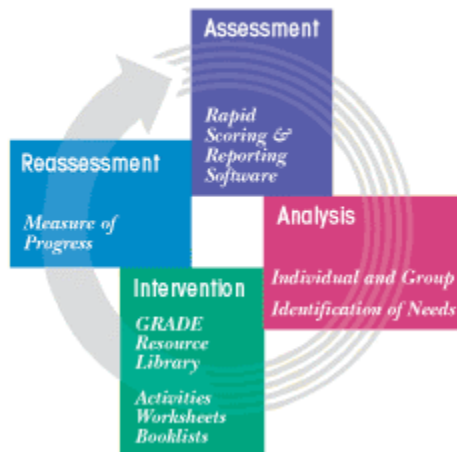 Assessment
Rapid
Scoring &
Reporting
Software
Reassessment
Measure of
Progress
Analysis
Individual and Group
Identification of Needs
Intervention
GRADE
Resource
Library
Activities
Worksheets
Booklists